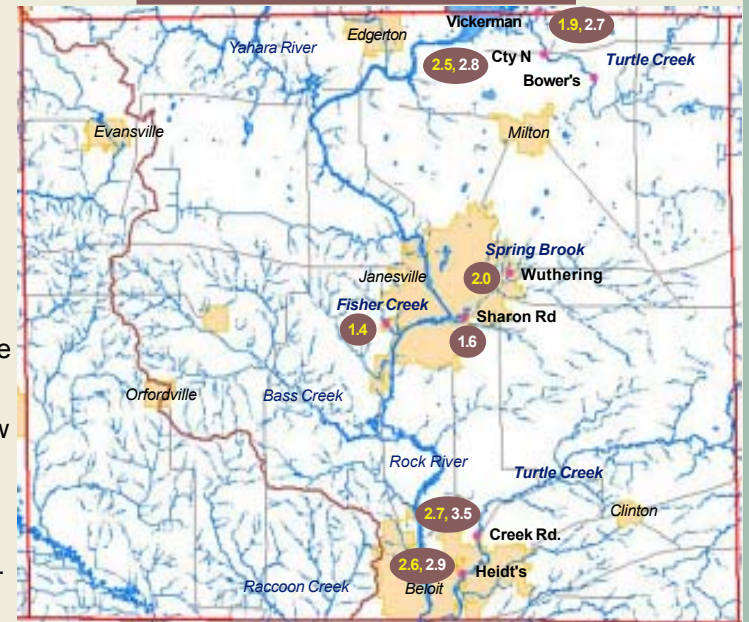 Vickerman
1.9, 2.7
Yahara River
Edgerton
Cty N
Turtle Creek
2.5, 2.8
Bower's
Evansville
Milton
Spring Brook
Janesville
2.0
Wuthering
Fisher Creek
Sharon Rd
1.4
1.6
e
Orfordville
Bass Creek
w
Rock River
Turtle Creek
2.7, 3.5
Clinton
Creek Rd.
2.6, 2.9
Heidt's
Raccoon Creek
Beloit